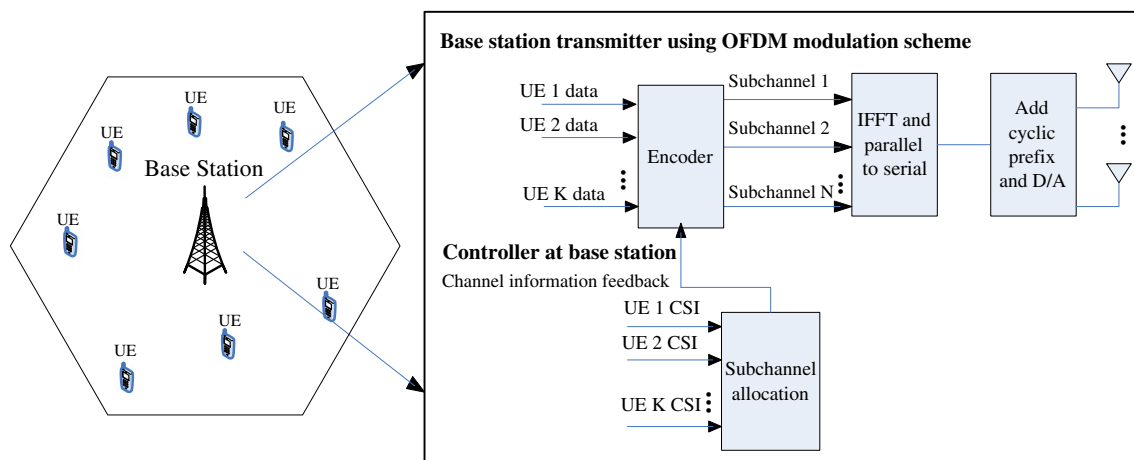 UE
UE
UE
UE
UE
UE
UE
UE
Base Station
Base station transmitter using OFDM modulation scheme
UE 1 data
UE 2 data
UE K data
Encoder
Subchannel 1
Subchannel 2
Subchannel N
IFFT and
parallel
to serial
Add
cyclic
prefix
and D/A
Controller at base station
Channel information feedback
UE 1 CSI
UE 2 CSI
UE K CSI
Subchannel
allocation